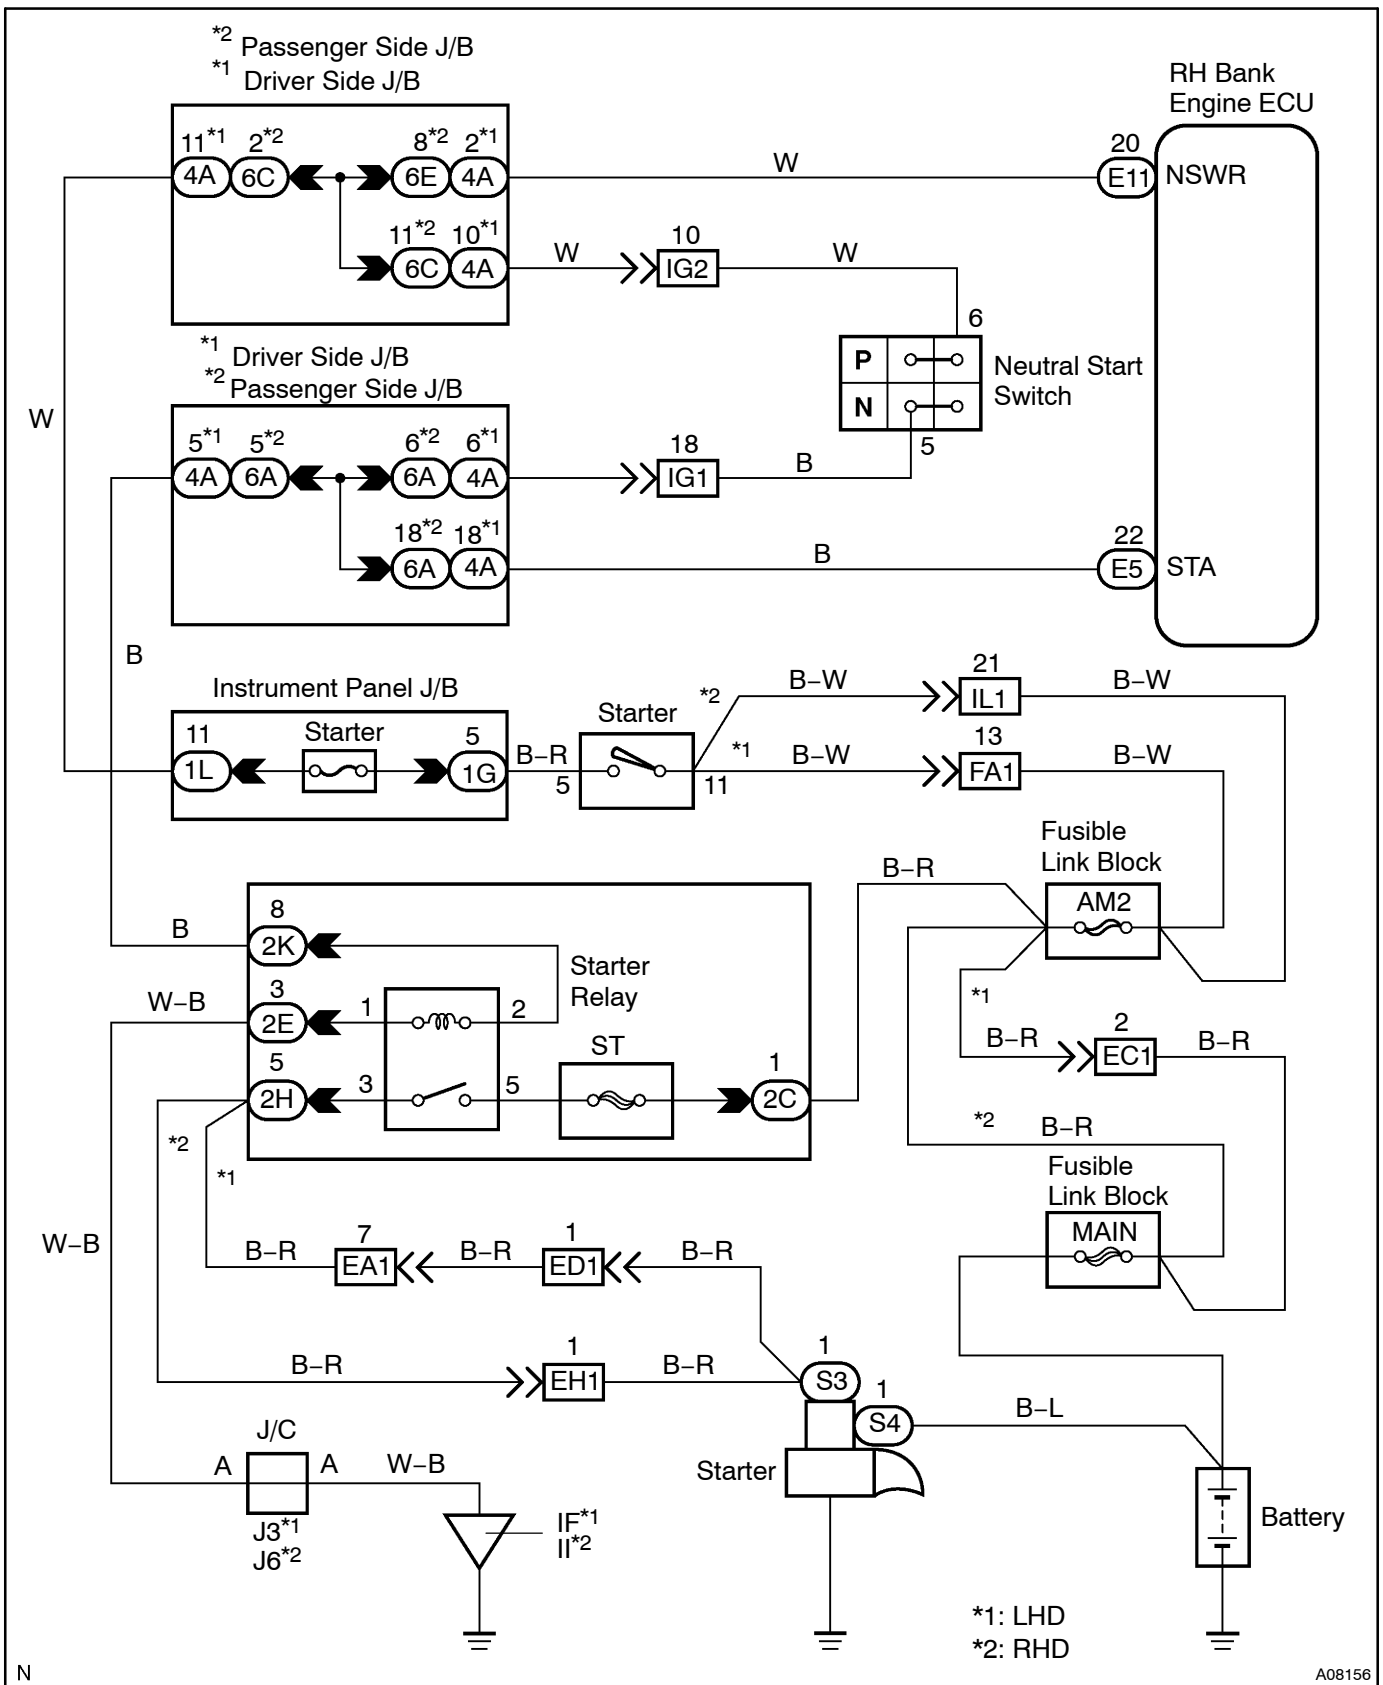 *2 Passenger Side J/B
*1 Driver Side J/B
RH Bank
Engine ECU
11*1 2*2 8*2 2*1
4A 6C 6E 4A
W
20
E11 NSWR
11*2 10*1
6C 4A
W
10
IG2
W
6
P
N
Neutral Start
Switch
5
*1 Driver Side J/B
*2 Passenger Side J/B
W
5*1 5*2 6*2 6*1
4A 6A 6A 4A
18
IG1
B
18*2 18*1
6A 4A
B
22
E5 STA
B
Instrument Panel J/B
11
1L
Starter
5
1G
B–R
5
Starter
11
*2
B–W
21
IL1
B–W
*1
B–W
13
FA1
B–W
Fusible
Link Block
AM2
B–R
B
8
2K
Starter
Relay
W–B
3
2E
1
2
5
2H
3
5
ST
1
2C
*1
B–R
2
EC1
B–R
*2
B–R
Fusible
Link Block
MAIN
*2
*1
W–B
B–R
7
EA1
B–R
1
ED1
B–R
B–R
1
EH1
B–R
1
S3
1
S4
B–L
Starter
J/C
A
A
W–B
J3*1
J6*2
IF*1
II*2
Battery
*1: LHD
*2: RHD
N
A08156